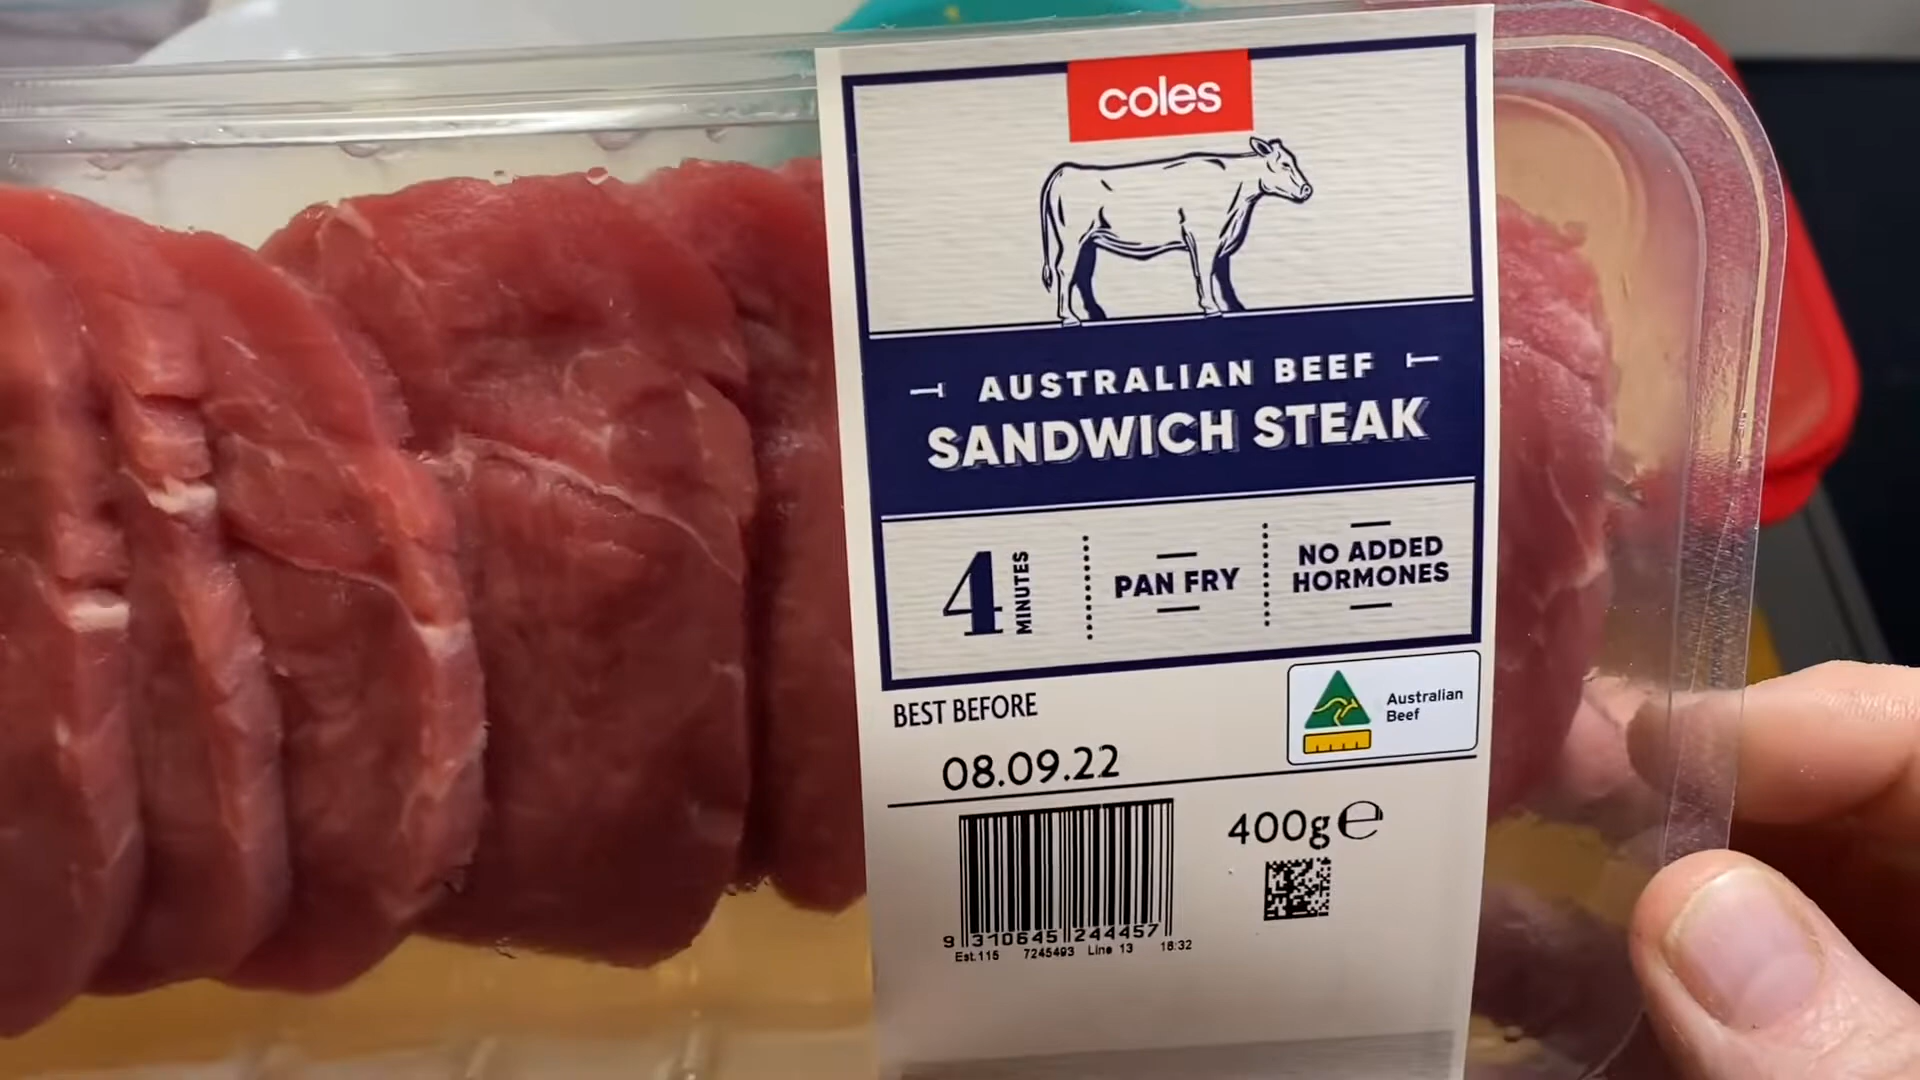 coles
AUSTRALIAN BEEF
SANDWICH STEAK
4 MINUTES
PAN FRY
NO ADDED
HORMONES
BEST BEFORE
08.09.22
Australian
Beef
400g e
9 310645 244457
Est.115 7245493 Line 13 18:32